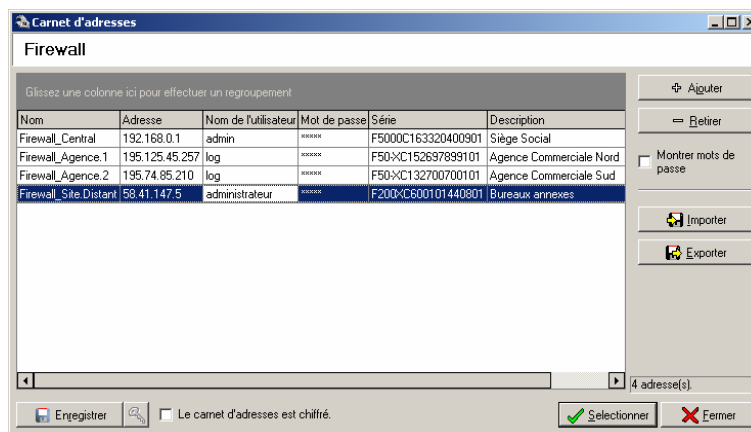 Carnet d'adresses
Firewall
Glissez une colonne ici pour effectuer un regroupement
Nom Adresse Nom de l'utilisateur Mot de passe Série Description
Firewall_Central 192.168.0.1 admin ***** F5000C163320400901 Siège Social
Firewall_Agence.1 195.125.45.257 log ***** F50-XC152697899101 Agence Commerciale Nord
Firewall_Agence.2 195.74.85.210 log ***** F50-XC132700700101 Agence Commerciale Sud
Firewall_Site.Distant 58.41.147.5 administrateur ***** F200XC600101440801 Bureaux annexes
Ajouter
Retirer
Montrer mots de
passe
Importer
Exporter
4 adresse(s).
Enregistrer Le carnet d'adresses est chiffré. Selectionner Fermer